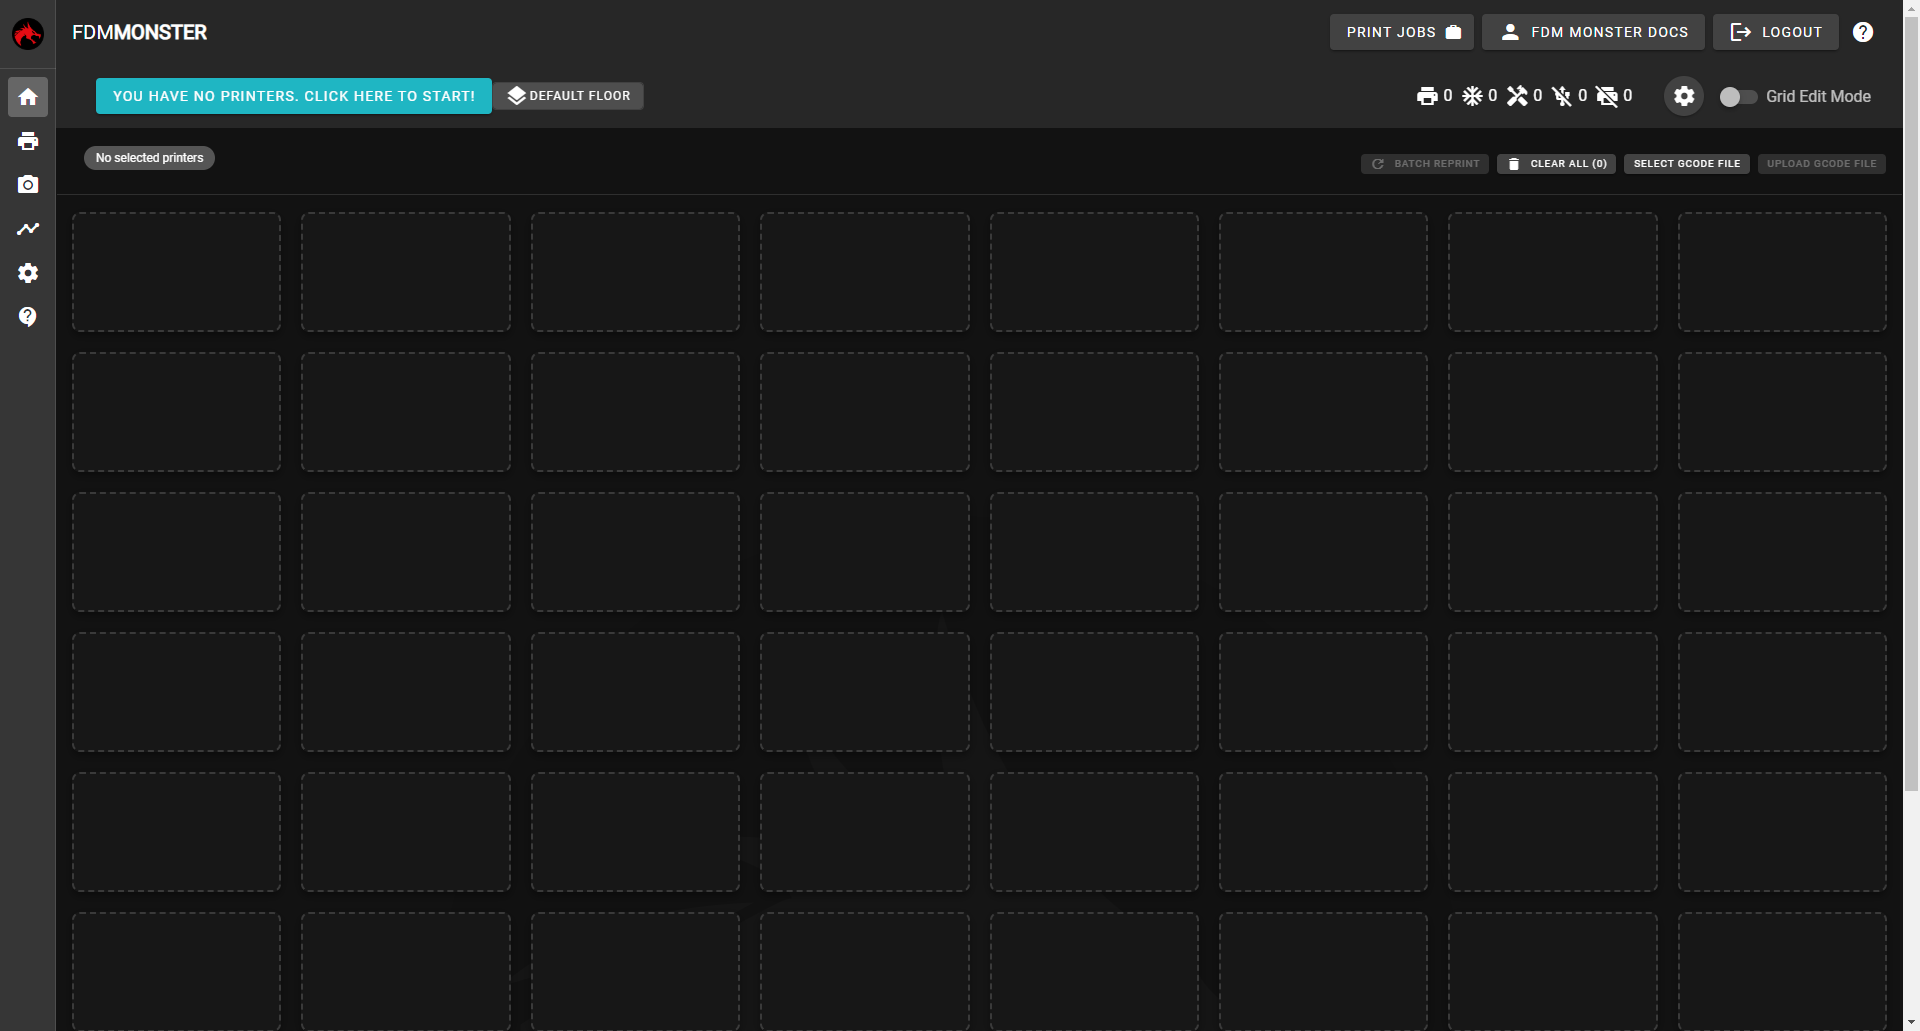 FDMMONSTER
PRINT JOBS
FDM MONSTER DOCS
LOGOUT
YOU HAVE NO PRINTERS. CLICK HERE TO START!
DEFAULT FLOOR
0 0 0 0 0
Grid Edit Mode
No selected printers
BATCH REPRINT
CLEAR ALL (0)
SELECT GCODE FILE
UPLOAD GCODE FILE